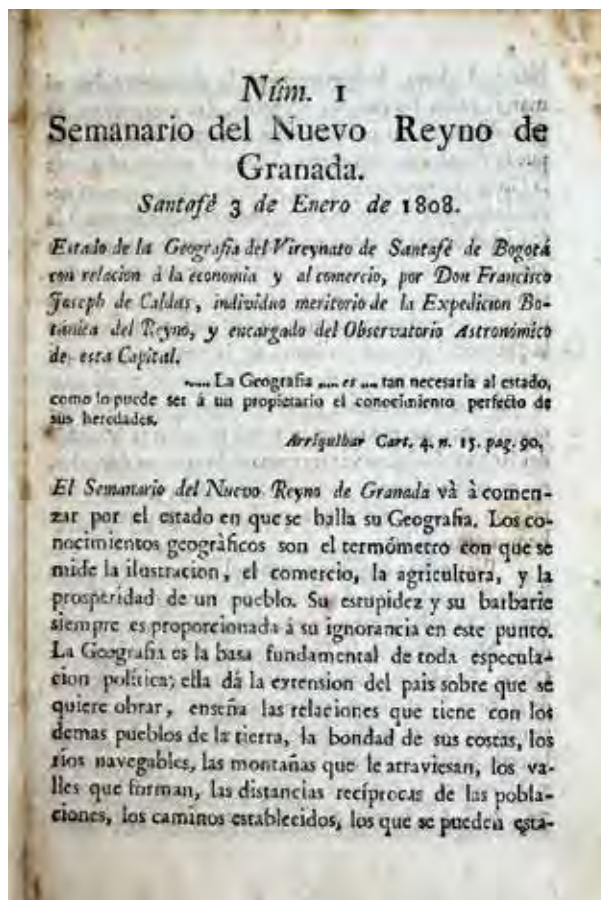 Núm. 1
Semanario del Nuevo Reyno de
Granada.
Santafé 3 de Enero de 1808.
Estado de la Geografia del Vireynato de Santafé de Bogotá
con relacion á la economia y al comercio, por Don Francisco
Joseph de Caldas, individuo meritorio de la Expedicion Bo-
tánica del Reyno, y encargado del Observatorio Astronómico
de esta Capital.
..... La Geografia .... es .... tan necesaria al estado,
como lo puede ser á un propietario el conocimiento perfecto de
sus heredades.
Arriquibar Cart. 4. n. 15. pag. 90.
El Semanario del Nuevo Reyno de Granada và à comen-
zar por el estado en que se halla su Geografia. Los co-
nocimientos geogràficos son el termómetro con que se
mide la ilustracion, el comercio, la agricultura, y la
prosperidad de un pueblo. Su estupidez y su barbarie
siempre es proporcionada á su ignorancia en este punto.
La Geografia es la basa fundamental de toda especula-
cion política; ella dá la extension del pais sobre que se
quiere obrar, enseña las relaciones que tiene con los
demas pueblos de la tierra, la bondad de sus costas, los
rios navegables, las montañas que le atraviesan, los va-
lles que forman, las distancias recíprocas de las pobla-
ciones, los caminos establecidos, los que se pueden esta-